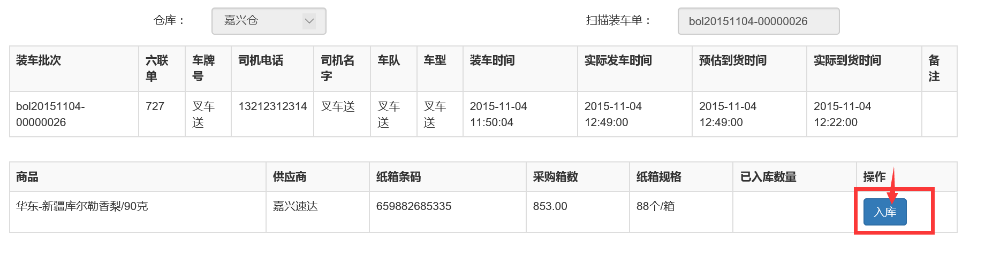 仓库： 嘉兴仓 扫描装车单： bol20151104-00000026
装车批次 六联单 车牌号 司机电话 司机名字 车队 车型 装车时间 实际发车时间 预估到货时间 实际到货时间 备注
bol20151104-00000026 727 叉车送 13212312314 叉车送 叉车送 叉车送 2015-11-04 11:50:04 2015-11-04 12:49:00 2015-11-04 12:49:00 2015-11-04 12:22:00
商品 供应商 纸箱条码 采购箱数 纸箱规格 已入库数量 操作
华东-新疆库尔勒香梨/90克 嘉兴速达 659882685335 853.00 88个/箱 入库